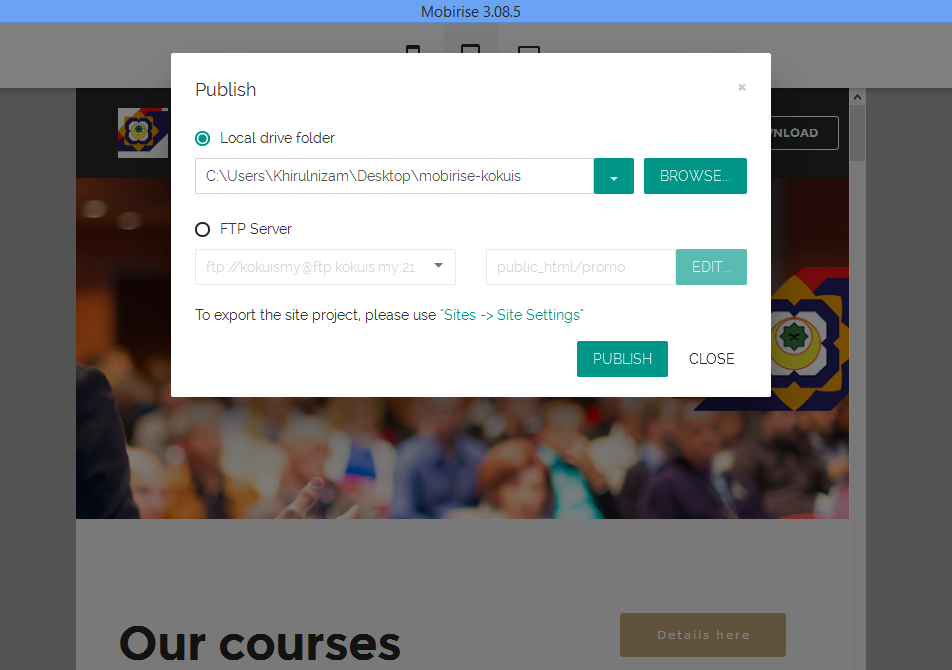 Mobirise 3.08.5
Publish
×
Local drive folder
C:\Users\Khirulnizam\Desktop\mobirise-kokuis
BROWSE...
FTP Server
ftp://kokuismy@ftp.kokuis.my:21
public_html/promo
EDIT...
To export the site project, please use "Sites -> Site Settings"
PUBLISH
CLOSE
Our courses
Details here